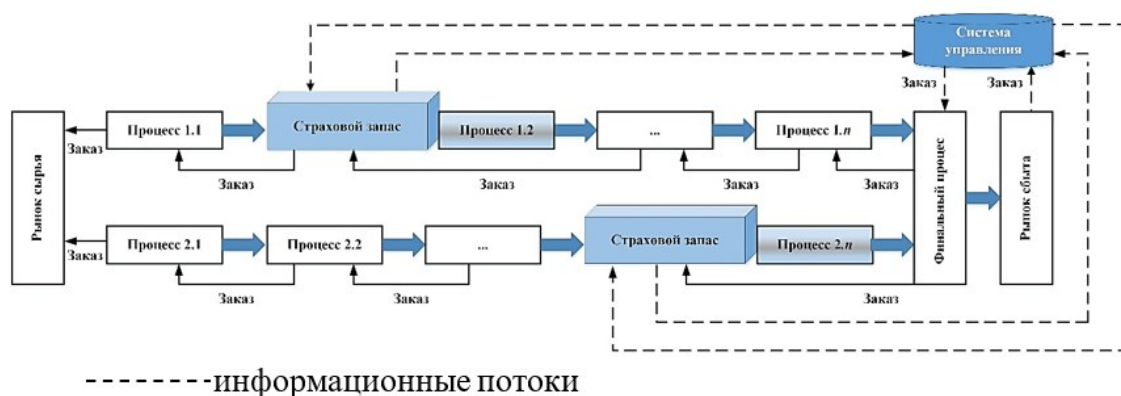 Система
управления
Заказ
Заказ
Рынок сырья
Заказ
Процесс 1.1
Страховой запас
Процесс 1.2
...
Процесс 1.n
Финальный процес
Рынок сбыта
Заказ
Заказ
Заказ
Заказ
Процесс 2.1
Процесс 2.2
...
Страховой запас
Процесс 2.n
Заказ
Заказ
Заказ
информационные потоки